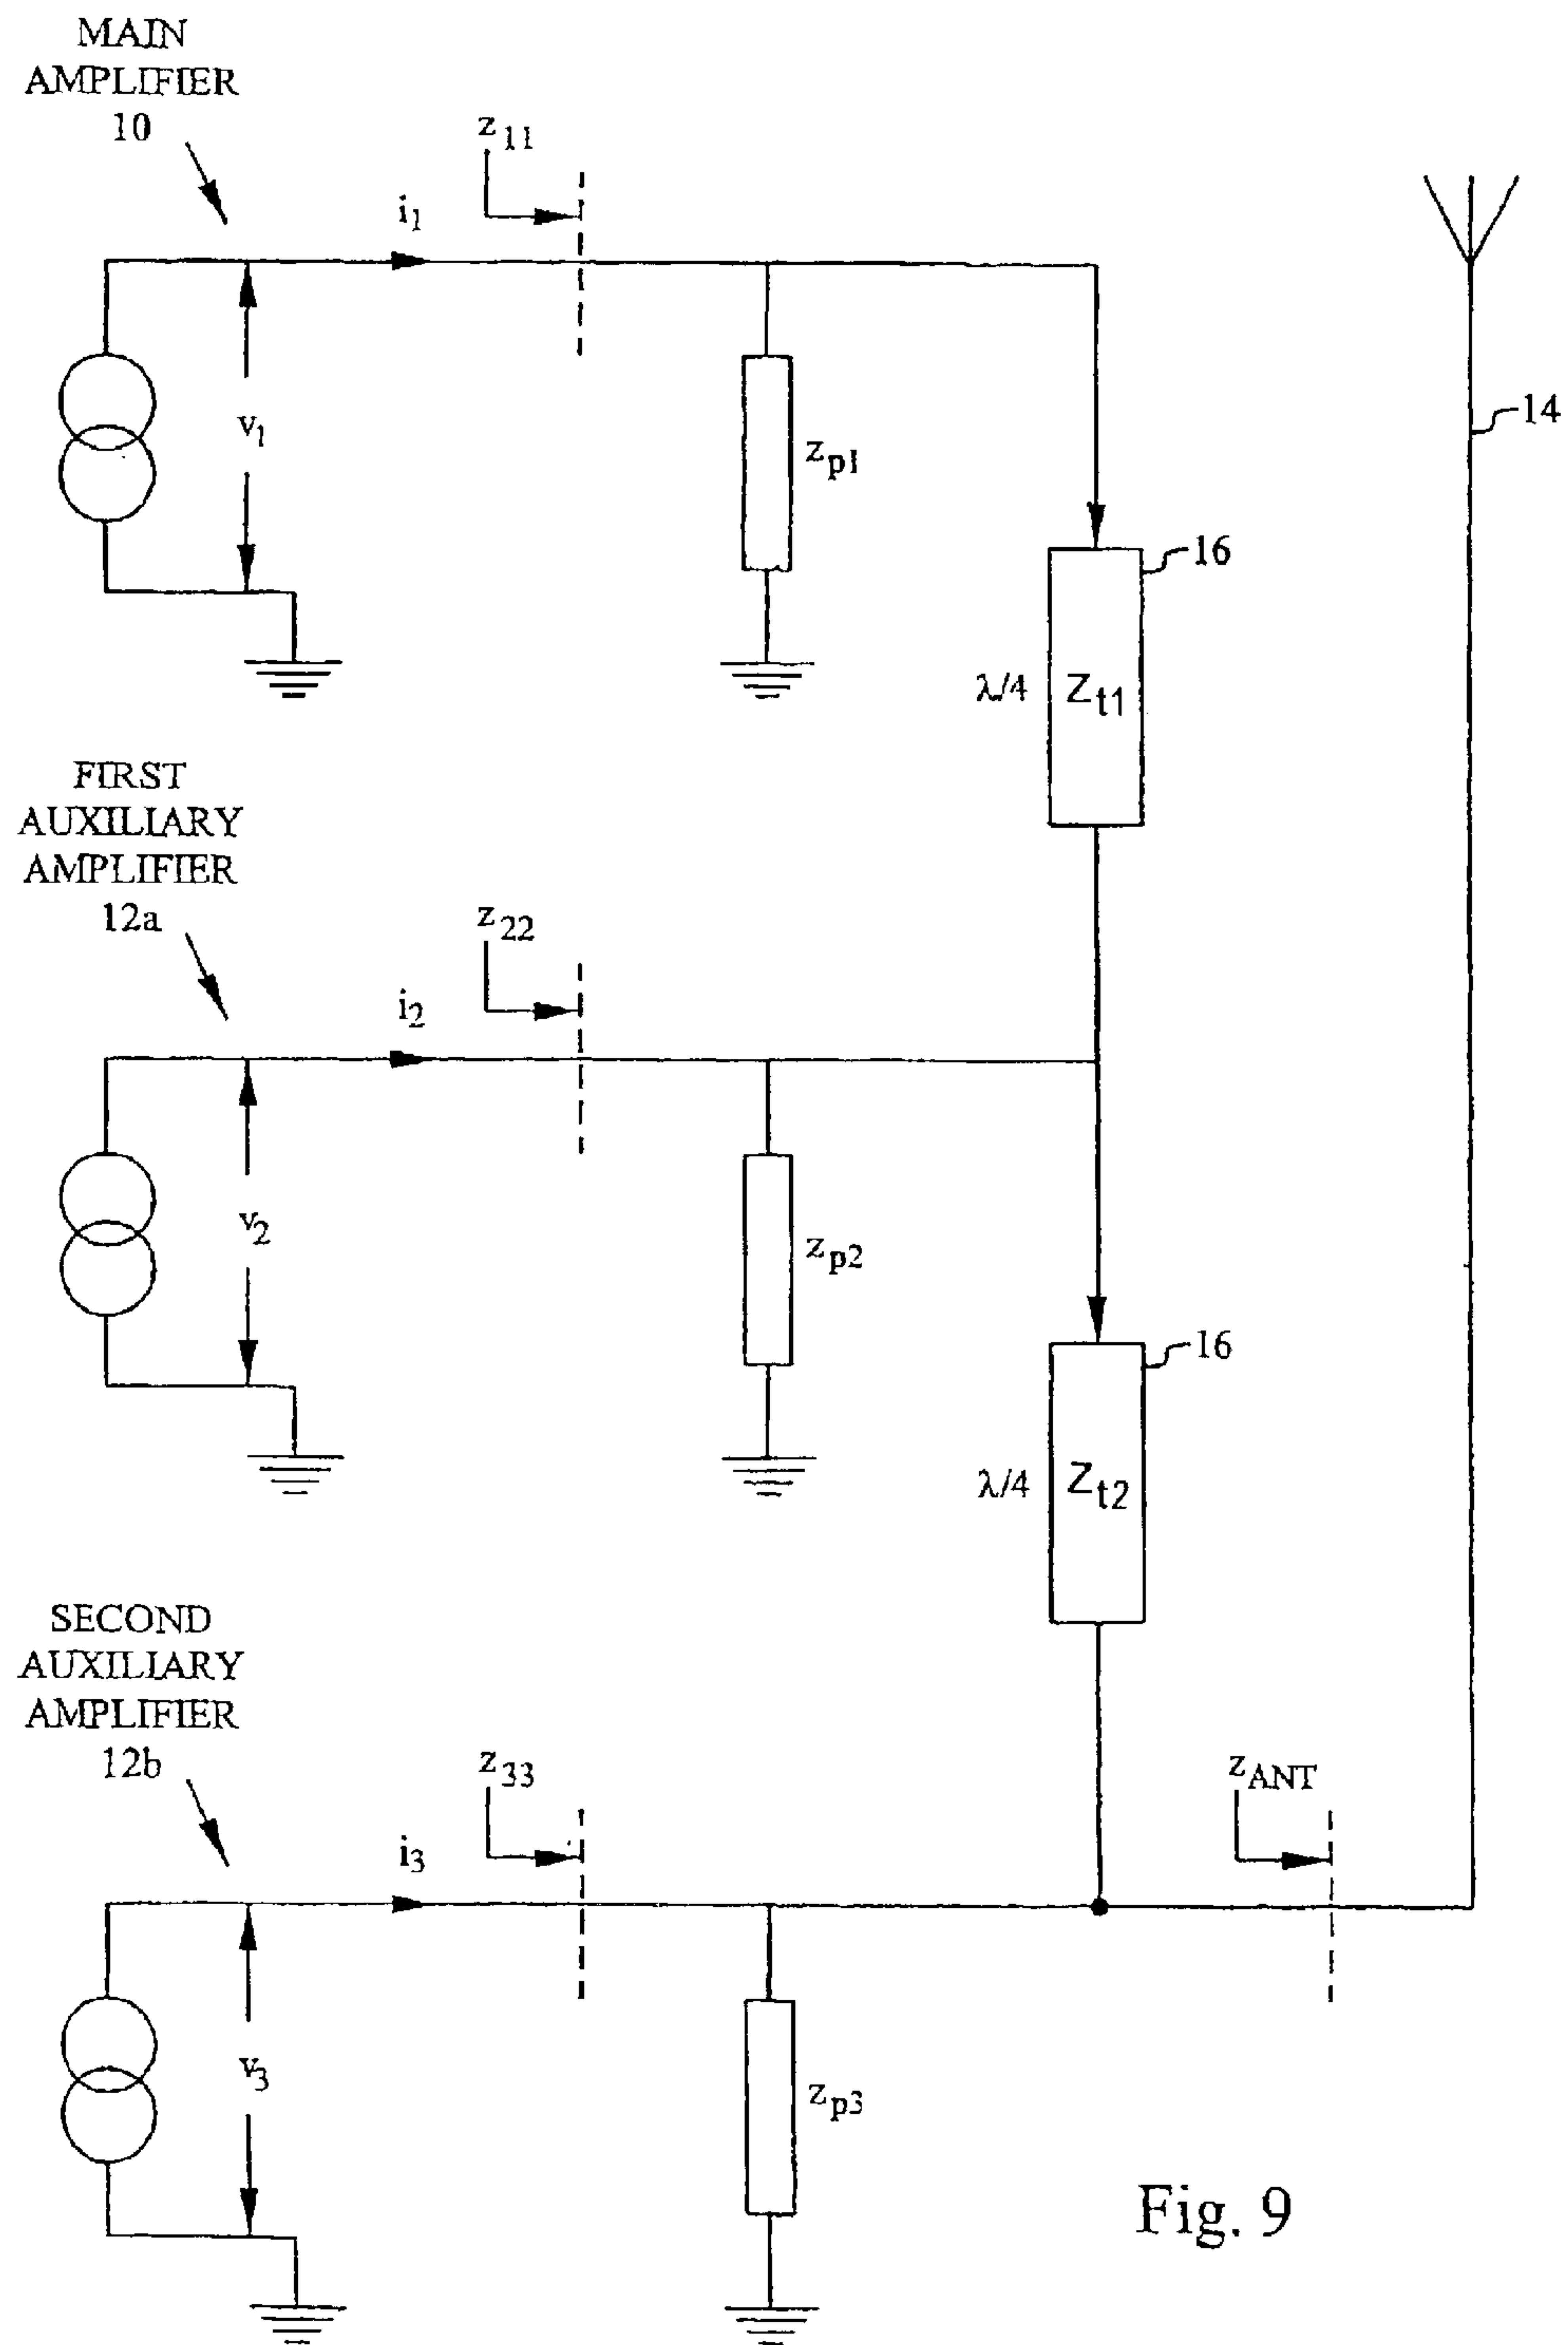 MAIN
AMPLIFIER
10
z11
i1
v1
zp1
14
16
λ/4
Zt1
FIRST
AUXILIARY
AMPLIFIER
12a
z22
i2
v2
zp2
16
λ/4
Zt2
SECOND
AUXILIARY
AMPLIFIER
12b
z33
i3
zANT
v3
zp3
Fig. 9